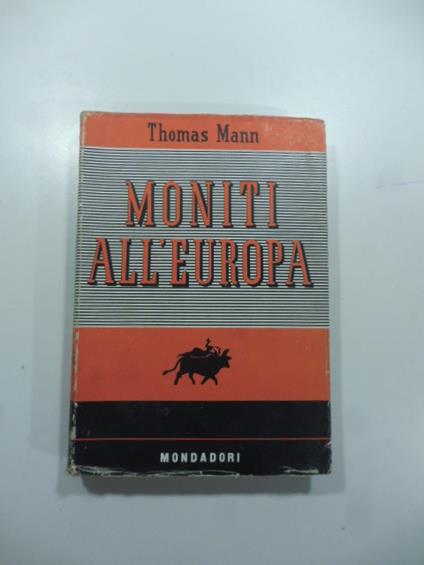 Thomas Mann
MONITI
ALL'EUROPA
MONDADORI